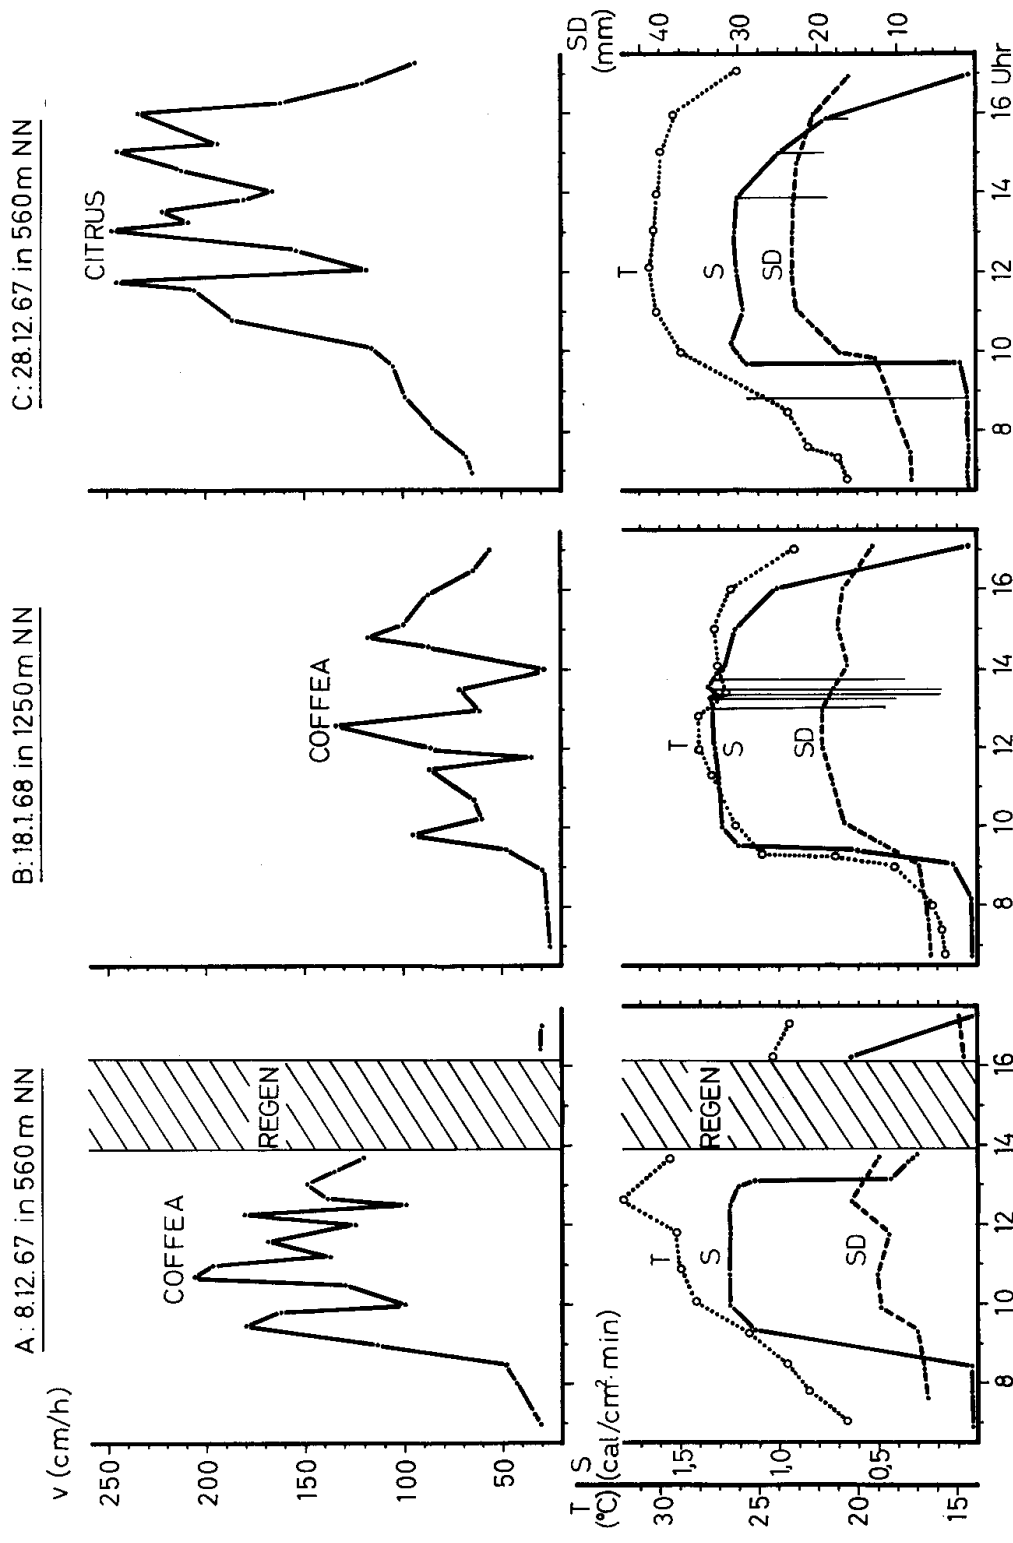 A: 8.12.67 in 560m NN
B: 18.1.68 in 1250m NN
C: 28.12.67 in 560m NN
v (cm/h)
250
200
150
100
50
COFFEA
REGEN
COFFEA
CITRUS
T
(°C)
S
(cal/cm²·min)
SD
(mm)
30
25
20
15
1,5
1,0
0,5
40
30
20
10
T
S
SD
REGEN
T
S
SD
T
S
SD
8
10
12
14
16
8
10
12
14
16
8
10
12
14
16 Uhr